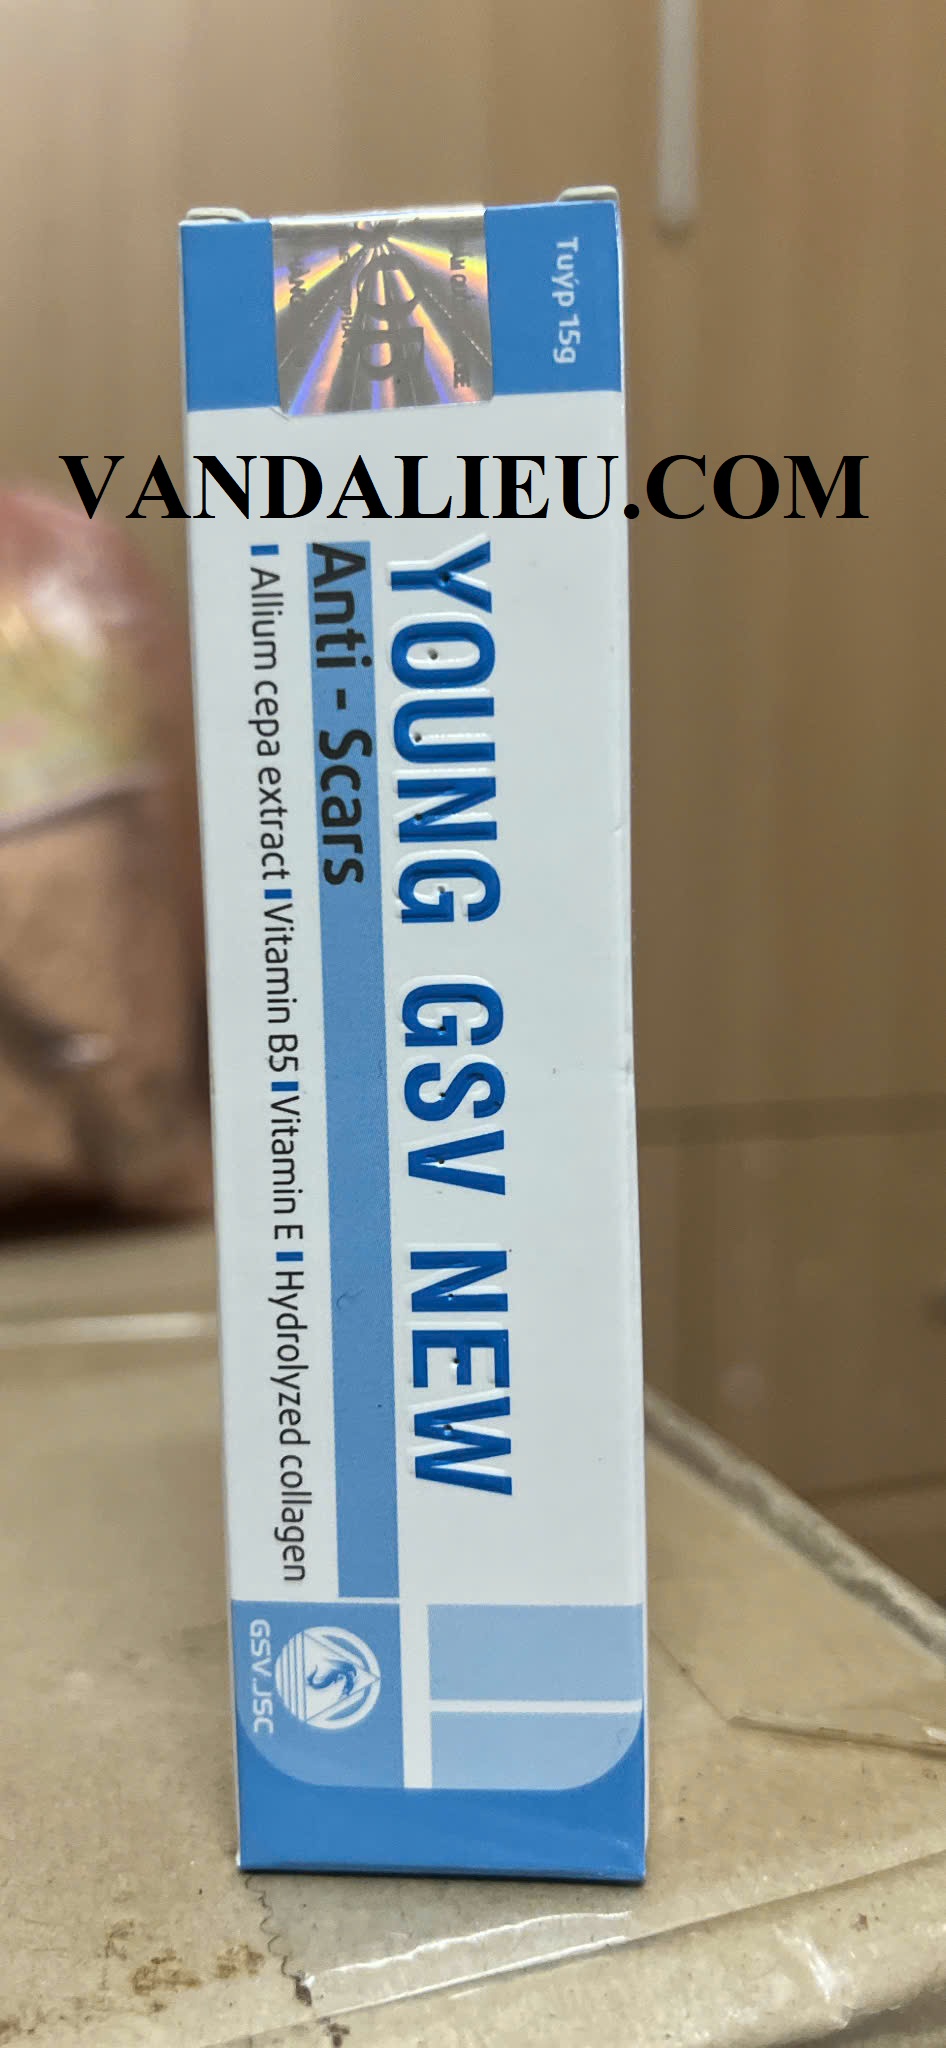 Tuýp 15g
VANDALIEU.COM
YOUNG GSV NEW
Anti - Scars
Allium cepa extract Vitamin B5 Vitamin E Hydrolyzed collagen
GSV.JSC